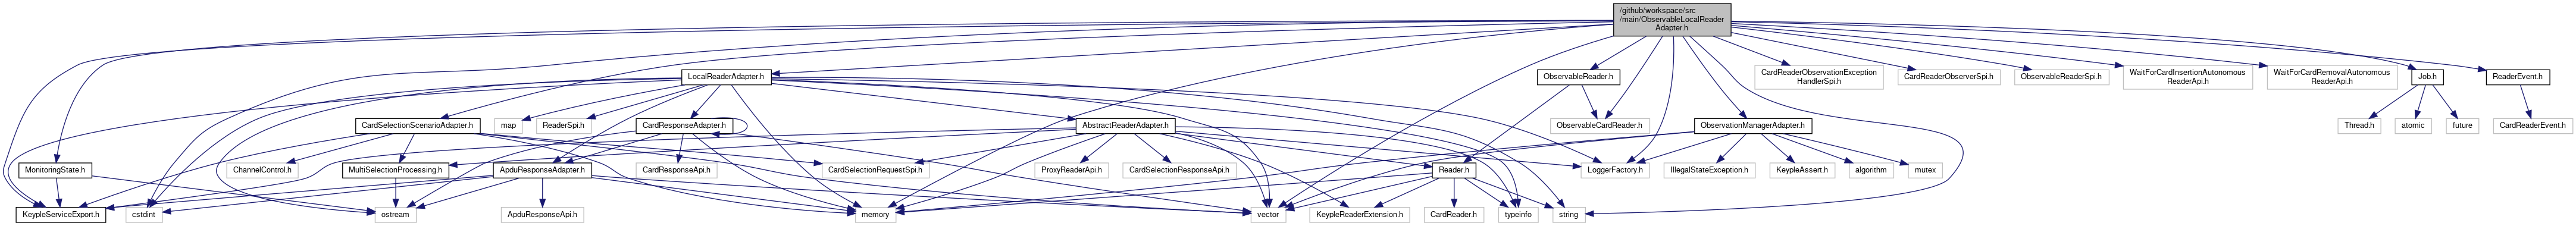 /github/workspace/src
/main/ObservableLocalReader
Adapter.h
LocalReaderAdapter.h
ObservableReader.h
CardReaderObservationException
HandlerSpi.h
CardReaderObserverSpi.h
ObservableReaderSpi.h
WaitForCardInsertionAutonomous
ReaderApi.h
WaitForCardRemovalAutonomous
ReaderApi.h
Job.h
ReaderEvent.h
CardSelectionScenarioAdapter.h
map
ReaderSpi.h
CardResponseAdapter.h
AbstractReaderAdapter.h
ObservableCardReader.h
ObservationManagerAdapter.h
Thread.h
atomic
future
CardReaderEvent.h
MonitoringState.h
ChannelControl.h
MultiSelectionProcessing.h
ApduResponseAdapter.h
CardResponseApi.h
CardSelectionRequestSpi.h
ProxyReaderApi.h
CardSelectionResponseApi.h
Reader.h
LoggerFactory.h
IllegalStateException.h
KeypleAssert.h
algorithm
mutex
KeypleServiceExport.h
cstdint
ostream
ApduResponseApi.h
memory
vector
KeypleReaderExtension.h
CardReader.h
typeinfo
string